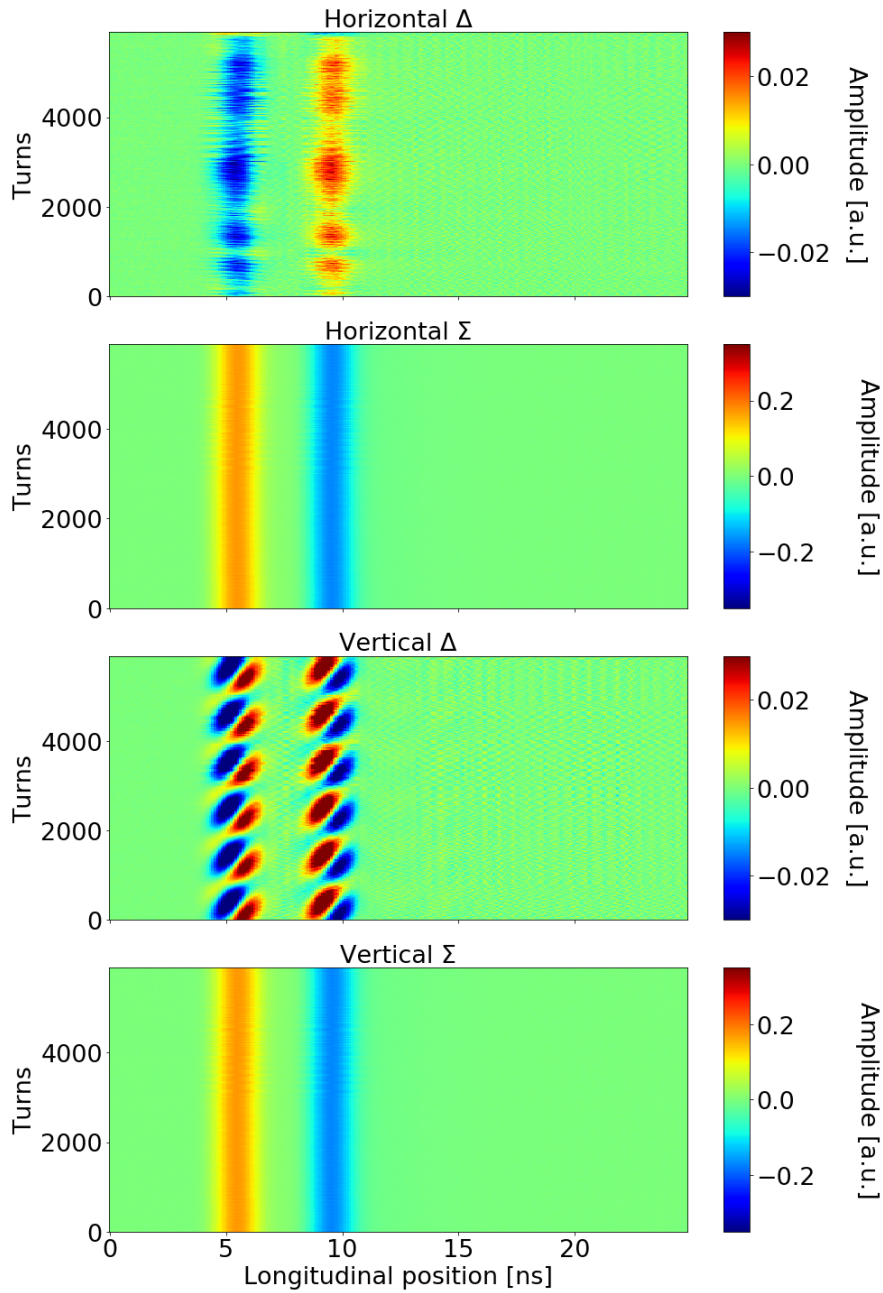 Horizontal Δ
Turns
4000
2000
0
0.02
0.00
−0.02
Amplitude [a.u.]
Horizontal Σ
Turns
4000
2000
0
0.2
0.0
−0.2
Amplitude [a.u.]
Vertical Δ
Turns
4000
2000
0
0.02
0.00
−0.02
Amplitude [a.u.]
Vertical Σ
Turns
4000
2000
0
0.2
0.0
−0.2
Amplitude [a.u.]
0 5 10 15 20
Longitudinal position [ns]